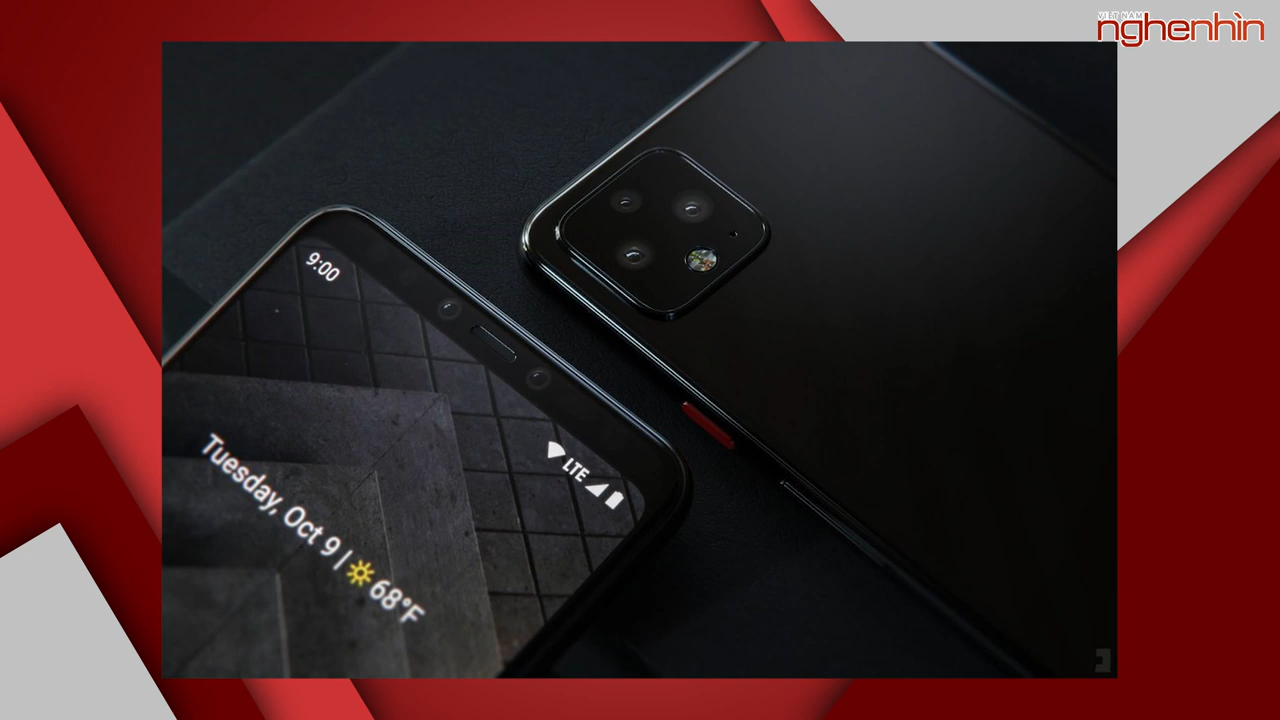 VIỆT NAM
nghenhìn
9:00
LTE
Tuesday, Oct 9 | ☀ 68°F